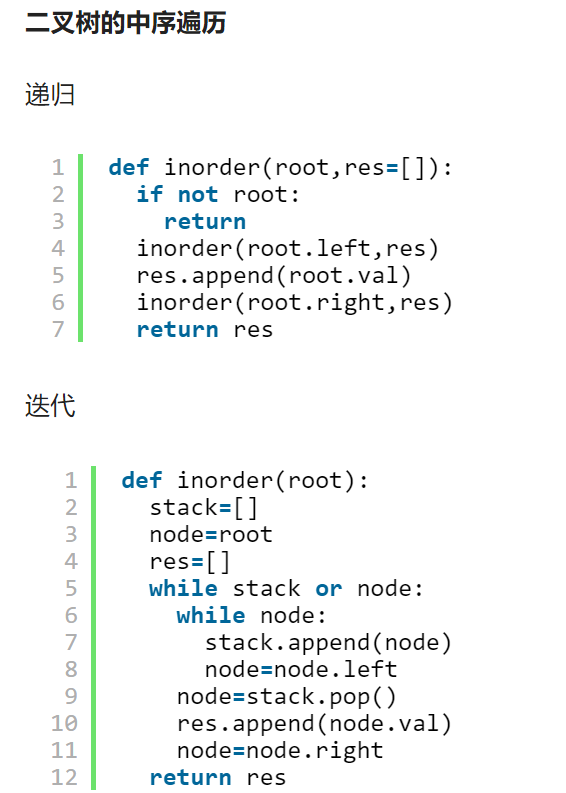 二叉树的中序遍历
递归
1 def inorder(root,res=[]):
2   if not root:
3     return
4   inorder(root.left,res)
5   res.append(root.val)
6   inorder(root.right,res)
7   return res
迭代
1 def inorder(root):
2   stack=[]
3   node=root
4   res=[]
5   while stack or node:
6     while node:
7       stack.append(node)
8       node=node.left
9     node=stack.pop()
10     res.append(node.val)
11     node=node.right
12   return res